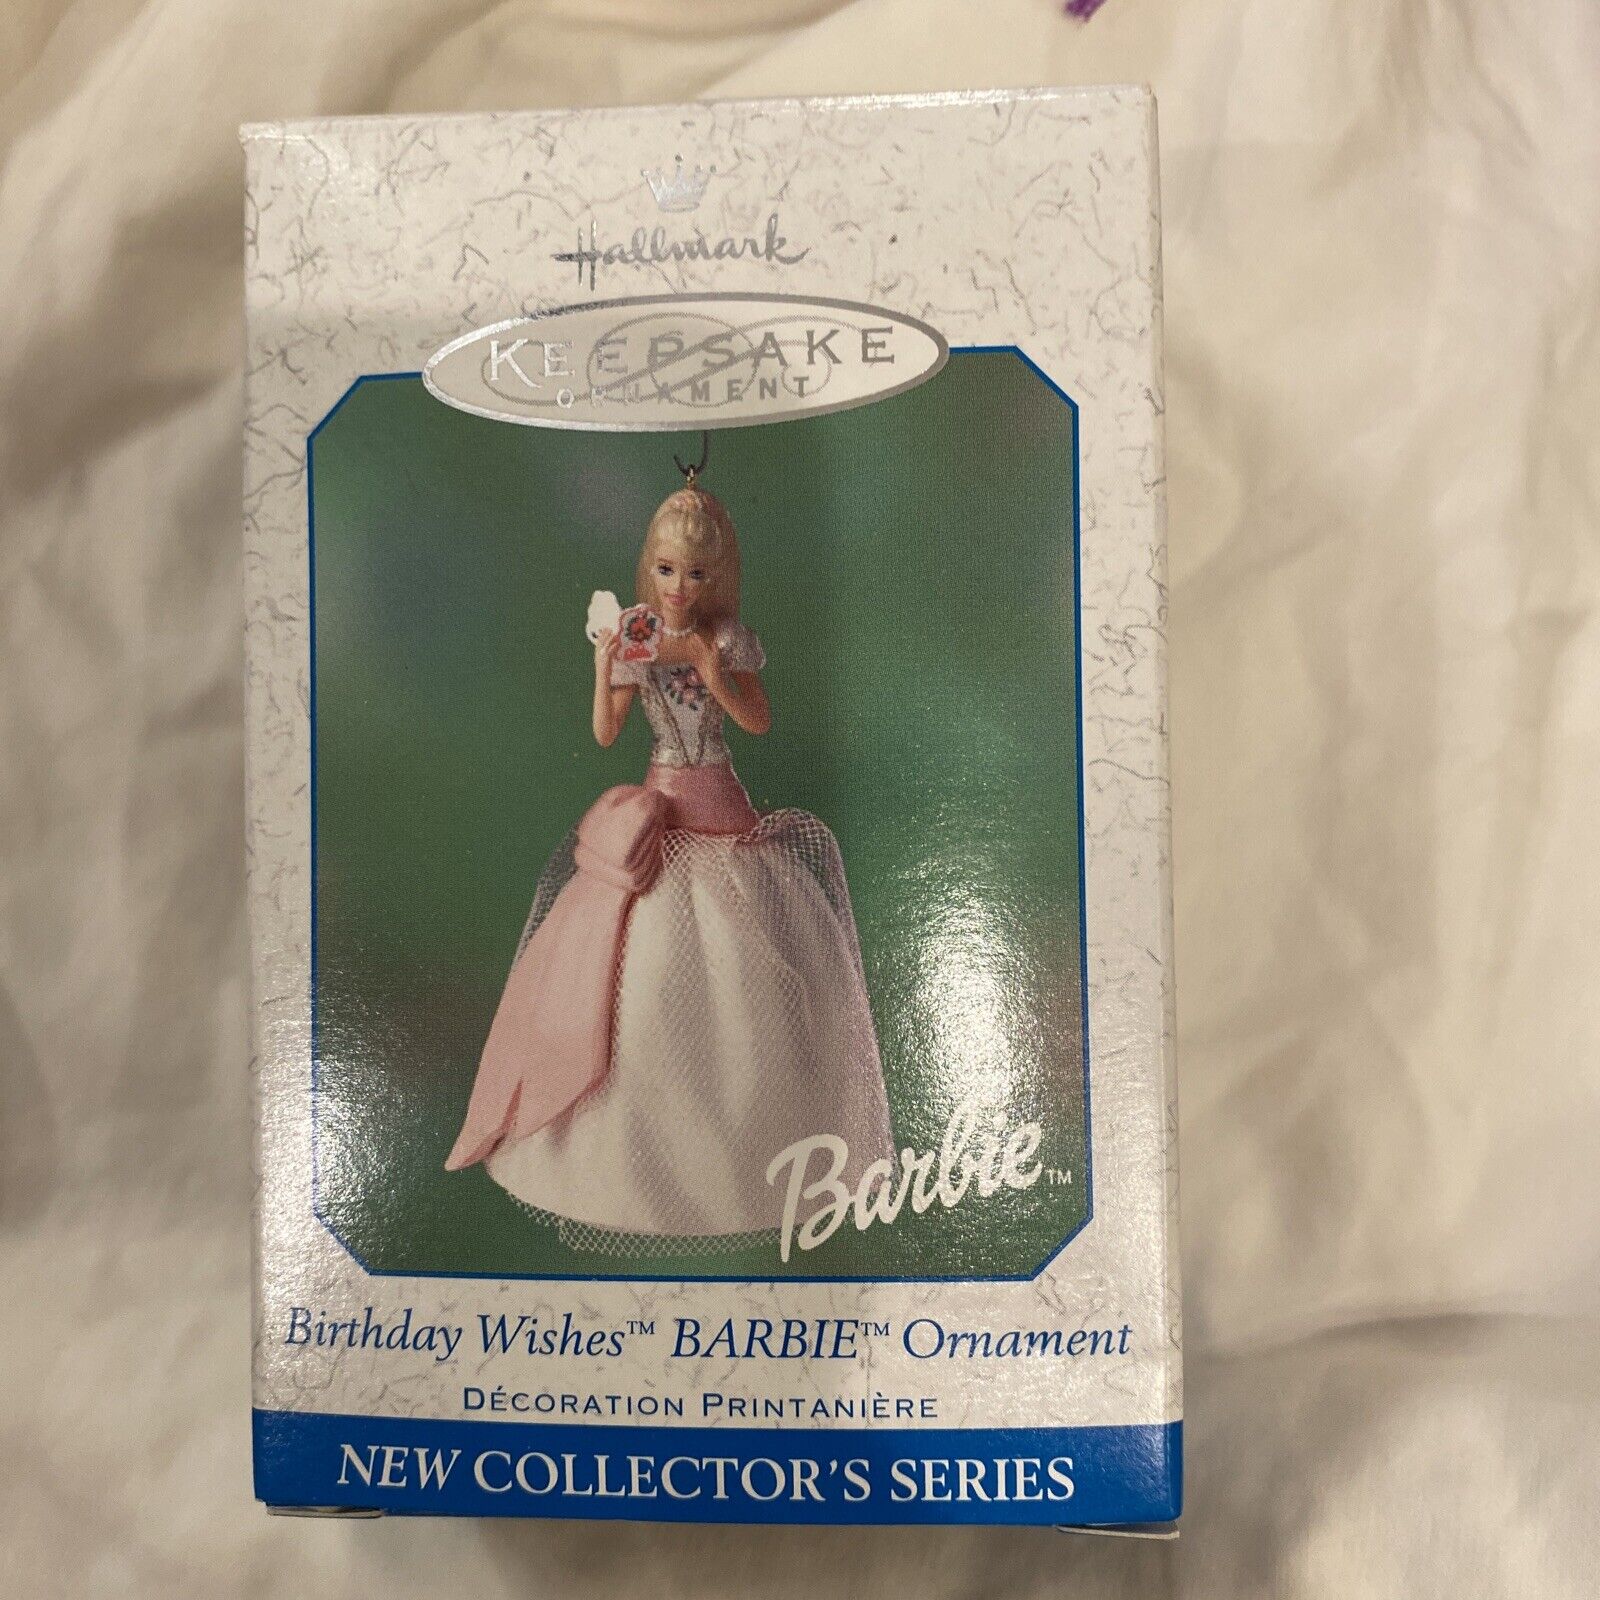 Hallmark
KEEPSAKE
ORNAMENT
Barbie™
Birthday Wishes™ BARBIE™ Ornament
DÉCORATION PRINTANIÈRE
NEW COLLECTOR'S SERIES